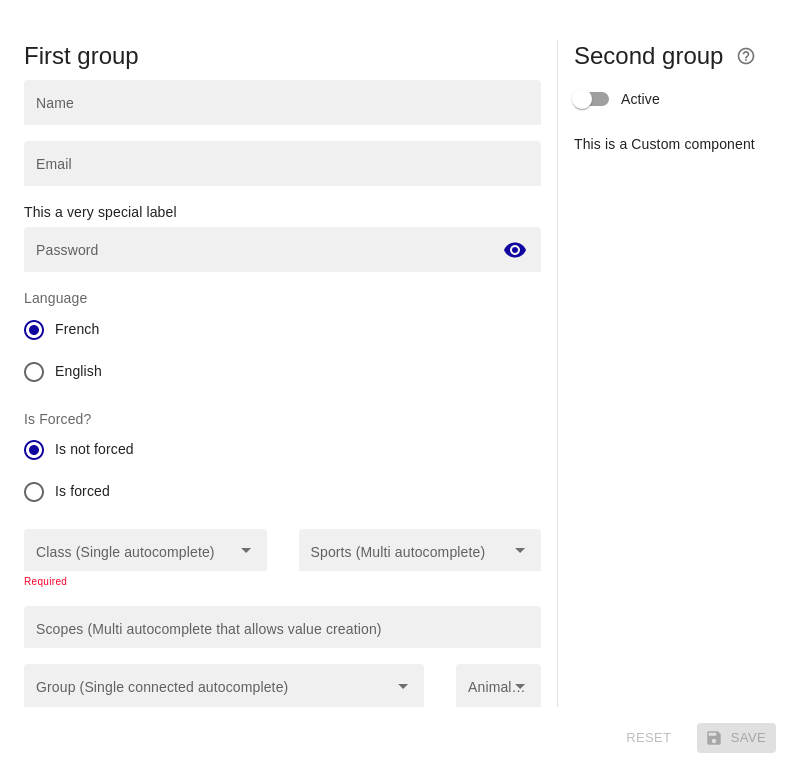 First group
Name
Email
This a very special label
Password
Language
French
English
Is Forced?
Is not forced
Is forced
Class (Single autocomplete)
Sports (Multi autocomplete)
Required
Scopes (Multi autocomplete that allows value creation)
Group (Single connected autocomplete)
Animal...
Second group
Active
This is a Custom component
RESET
SAVE